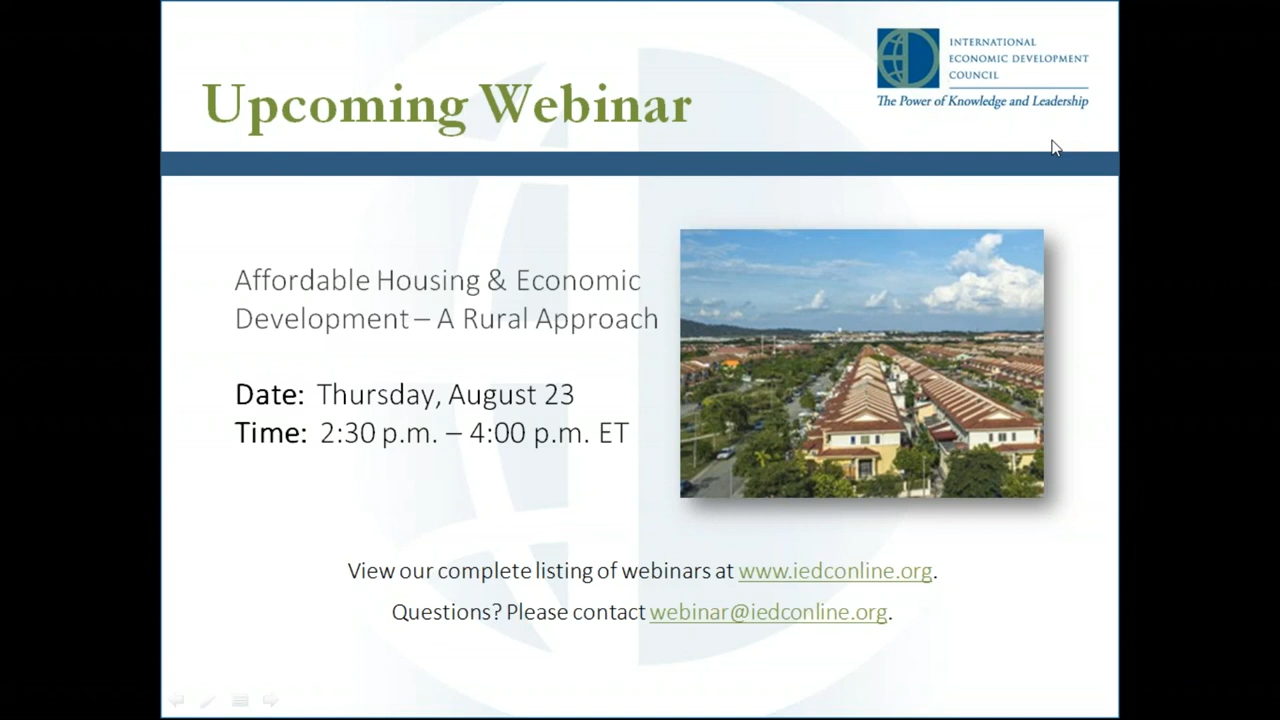 INTERNATIONAL
ECONOMIC DEVELOPMENT
COUNCIL
The Power of Knowledge and Leadership
Upcoming Webinar
Affordable Housing & Economic
Development – A Rural Approach
Date: Thursday, August 23
Time: 2:30 p.m. – 4:00 p.m. ET
View our complete listing of webinars at www.iedconline.org.
Questions? Please contact webinar@iedconline.org.